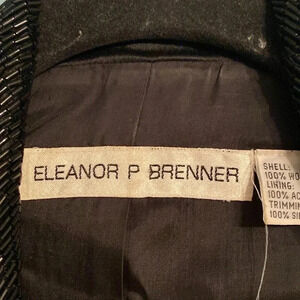 ELEANOR P BRENNER
SHELL:
100% WO
LINING:
100% AC
TRIMMIN
100% SI